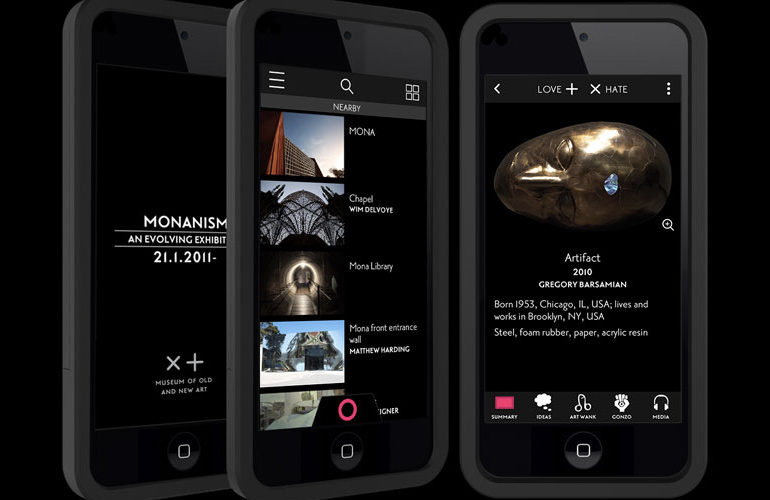 MONANISM
AN EVOLVING EXHIBIT
21.1.2011-
×+
MUSEUM OF OLD
AND NEW ART
NEARBY
MONA
Chapel
WIM DELVOYE
Mona Library
Mona front entrance
wall
MATTHEW HARDING
LOVE + × HATE
Artifact
2010
GREGORY BARSAMIAN
Born 1953, Chicago, IL, USA; lives and
works in Brooklyn, NY, USA
Steel, foam rubber, paper, acrylic resin
SUMMARY
IDEAS
ART WANK
GONZO
MEDIA